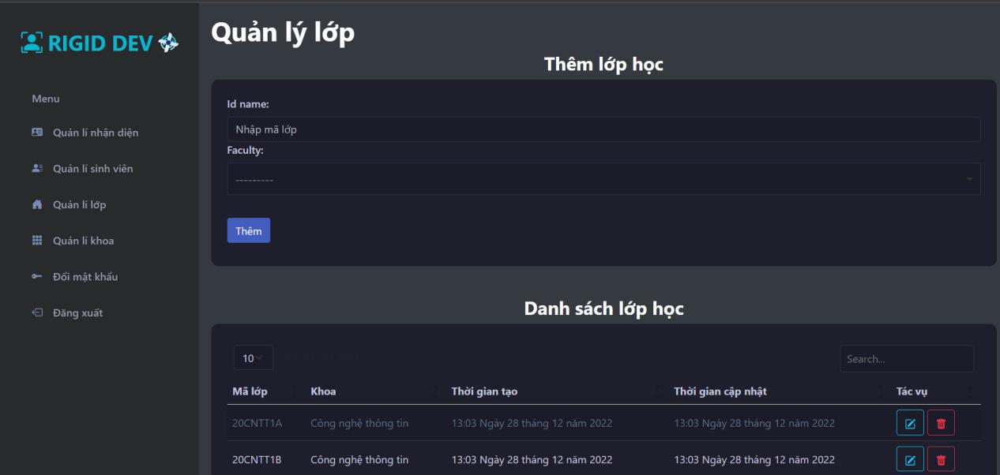 RIGID DEV
Quản lý lớp
Thêm lớp học
Menu
Quản lí nhận diện
Quản lí sinh viên
Quản lí lớp
Quản lí khoa
Đổi mật khẩu
Đăng xuất
Id name:
Nhập mã lớp
Faculty:
---------
Thêm
Danh sách lớp học
10
Search...
Mã lớp Khoa Thời gian tạo Thời gian cập nhật Tác vụ
20CNTT1A Công nghệ thông tin 13:03 Ngày 28 tháng 12 năm 2022 13:03 Ngày 28 tháng 12 năm 2022
20CNTT1B Công nghệ thông tin 13:03 Ngày 28 tháng 12 năm 2022 13:03 Ngày 28 tháng 12 năm 2022